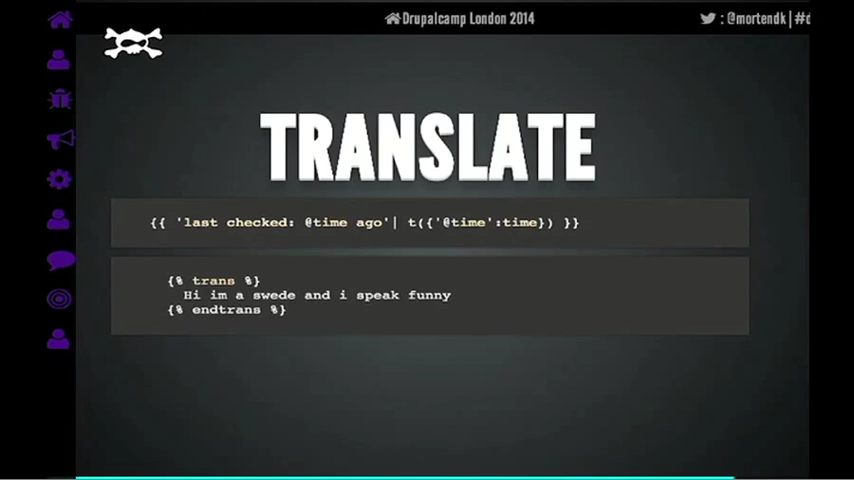 Drupalcamp London 2014
: @mortendk | #d
TRANSLATE
{{ 'last checked: @time ago'| t({'@time':time}) }}
{% trans %}
Hi im a swede and i speak funny
{% endtrans %}